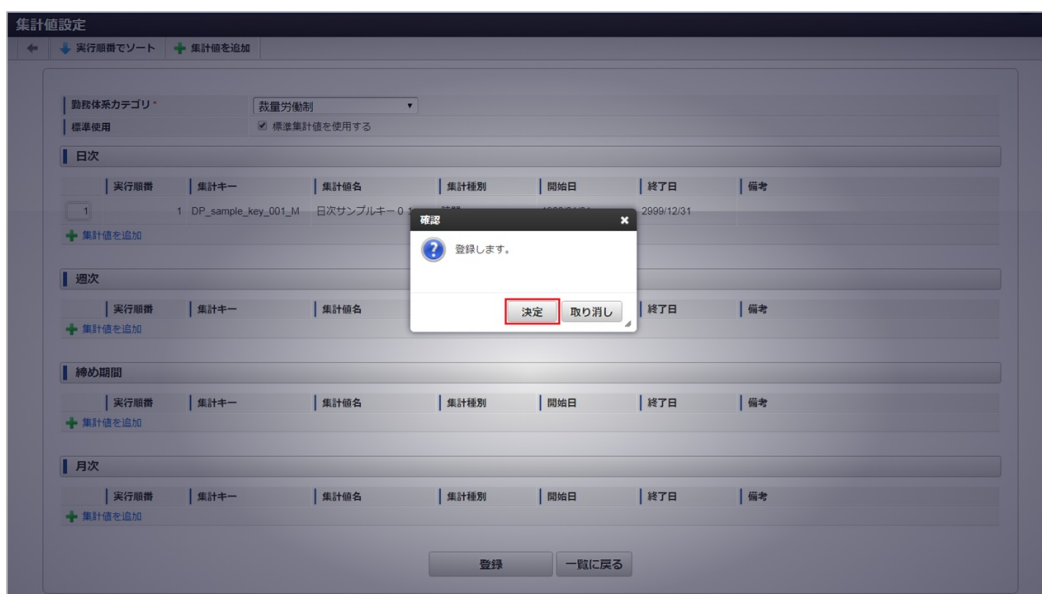 集計値設定
実行順番でソート 集計値を追加
勤務体系カテゴリ* 裁量労働制
標準使用 標準集計値を使用する
日次
実行順番 集計キー 集計値名 集計種別 開始日 終了日 備考
1 1 DP_sample_key_001_M 日次サンプルキー0 2999/12/31
集計値を追加
確認
登録します。
決定 取り消し
週次
実行順番 集計キー 集計値名 終了日 備考
集計値を追加
締め期間
実行順番 集計キー 集計値名 集計種別 開始日 終了日 備考
集計値を追加
月次
実行順番 集計キー 集計値名 集計種別 開始日 終了日 備考
集計値を追加
登録 一覧に戻る